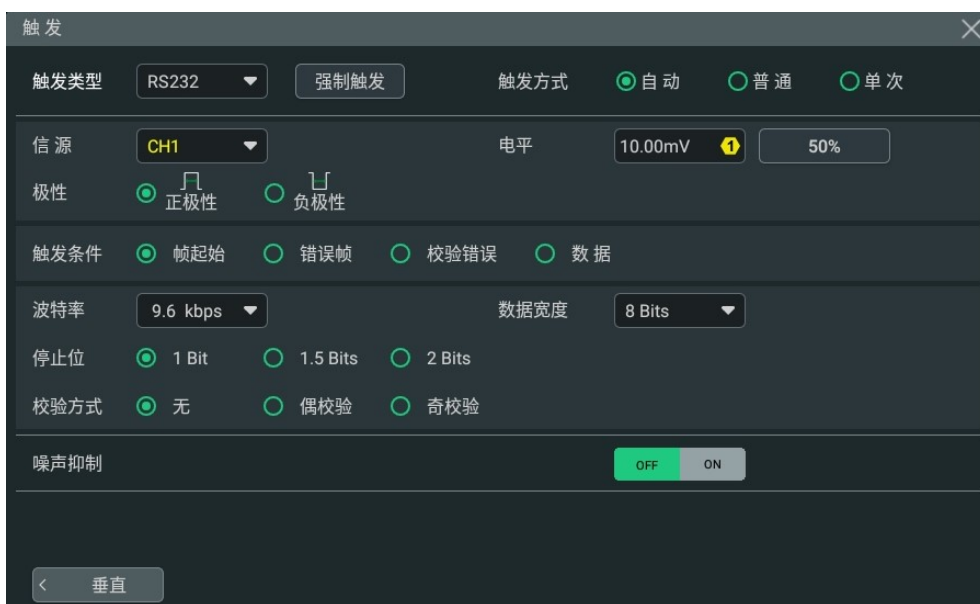 触 发
触发类型 RS232 强制触发 触发方式 自 动 普 通 单 次
信 源 CH1 电平 10.00mV 1 50%
极性 正极性 负极性
触发条件 帧起始 错误帧 校验错误 数 据
波特率 9.6 kbps 数据宽度 8 Bits
停止位 1 Bit 1.5 Bits 2 Bits
校验方式 无 偶校验 奇校验
噪声抑制 OFF ON
< 垂直